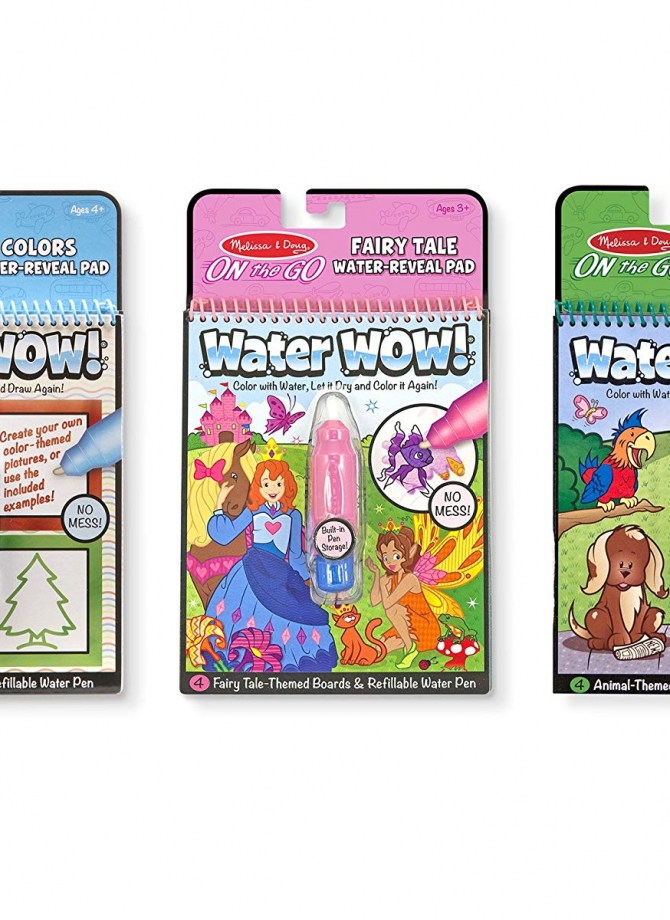 Ages 4+
COLORS
ER-REVEAL PAD
WOW!
d Draw Again!
Create your own
color-themed
pictures, or
use the
included
examples!
NO
MESS!
efillable Water Pen
Ages 3+
Melissa & Doug
ON the GO
FAIRY TALE
WATER-REVEAL PAD
Water WOW!
Color with Water, Let it Dry and Color it Again!
NO
MESS!
Built-in
Pen
Storage!
4 Fairy Tale-Themed Boards & Refillable Water Pen
Melissa & Doug
ON the GO
Wate
Color with Wat
4 Animal-Themed